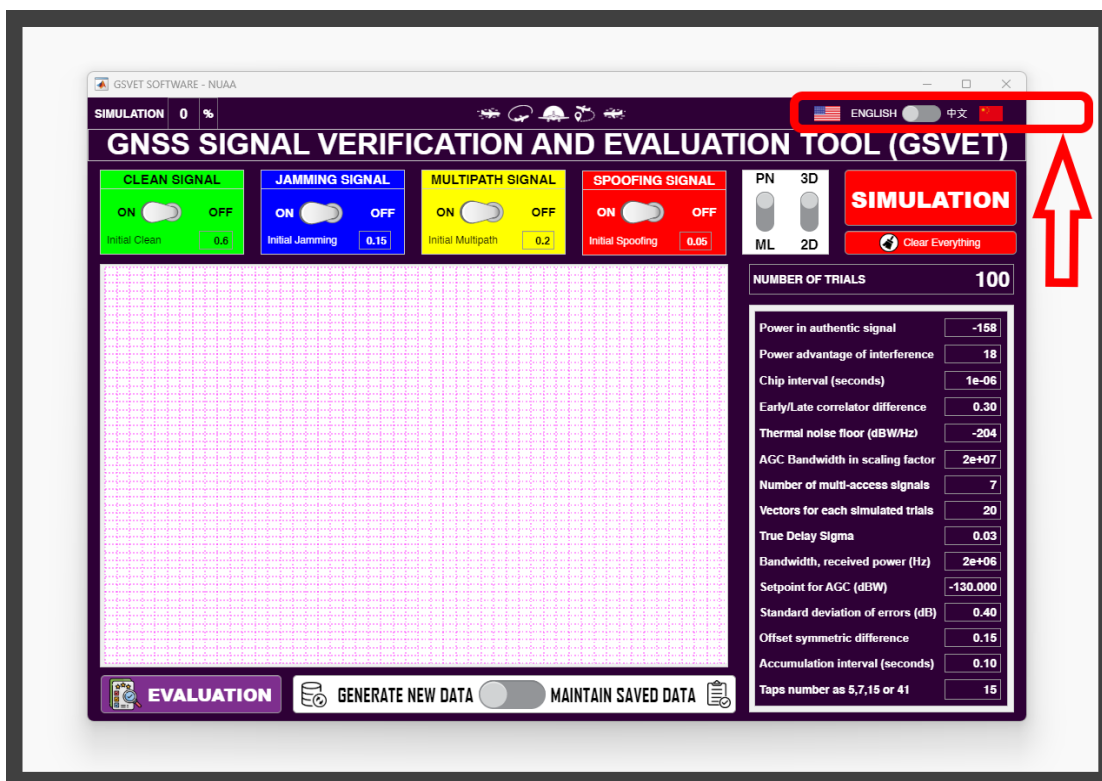 GSVET SOFTWARE - NUAA
SIMULATION 0 %
ENGLISH 中文
GNSS SIGNAL VERIFICATION AND EVALUATION TOOL (GSVET)
CLEAN SIGNAL
ON OFF
Initial Clean 0.6
JAMMING SIGNAL
ON OFF
Initial Jamming 0.15
MULTIPATH SIGNAL
ON OFF
Initial Multipath 0.2
SPOOFING SIGNAL
ON OFF
Initial Spoofing 0.05
PN 3D
ML 2D
SIMULATION
Clear Everything
NUMBER OF TRIALS 100
Power in authentic signal -158
Power advantage of interference 18
Chip interval (seconds) 1e-06
Early/Late correlator difference 0.30
Thermal noise floor (dBW/Hz) -204
AGC Bandwidth in scaling factor 2e+07
Number of multi-access signals 7
Vectors for each simulated trials 20
True Delay Sigma 0.03
Bandwidth, received power (Hz) 2e+06
Setpoint for AGC (dBW) -130.000
Standard deviation of errors (dB) 0.40
Offset symmetric difference 0.15
Accumulation interval (seconds) 0.10
Taps number as 5,7,15 or 41 15
EVALUATION
GENERATE NEW DATA MAINTAIN SAVED DATA